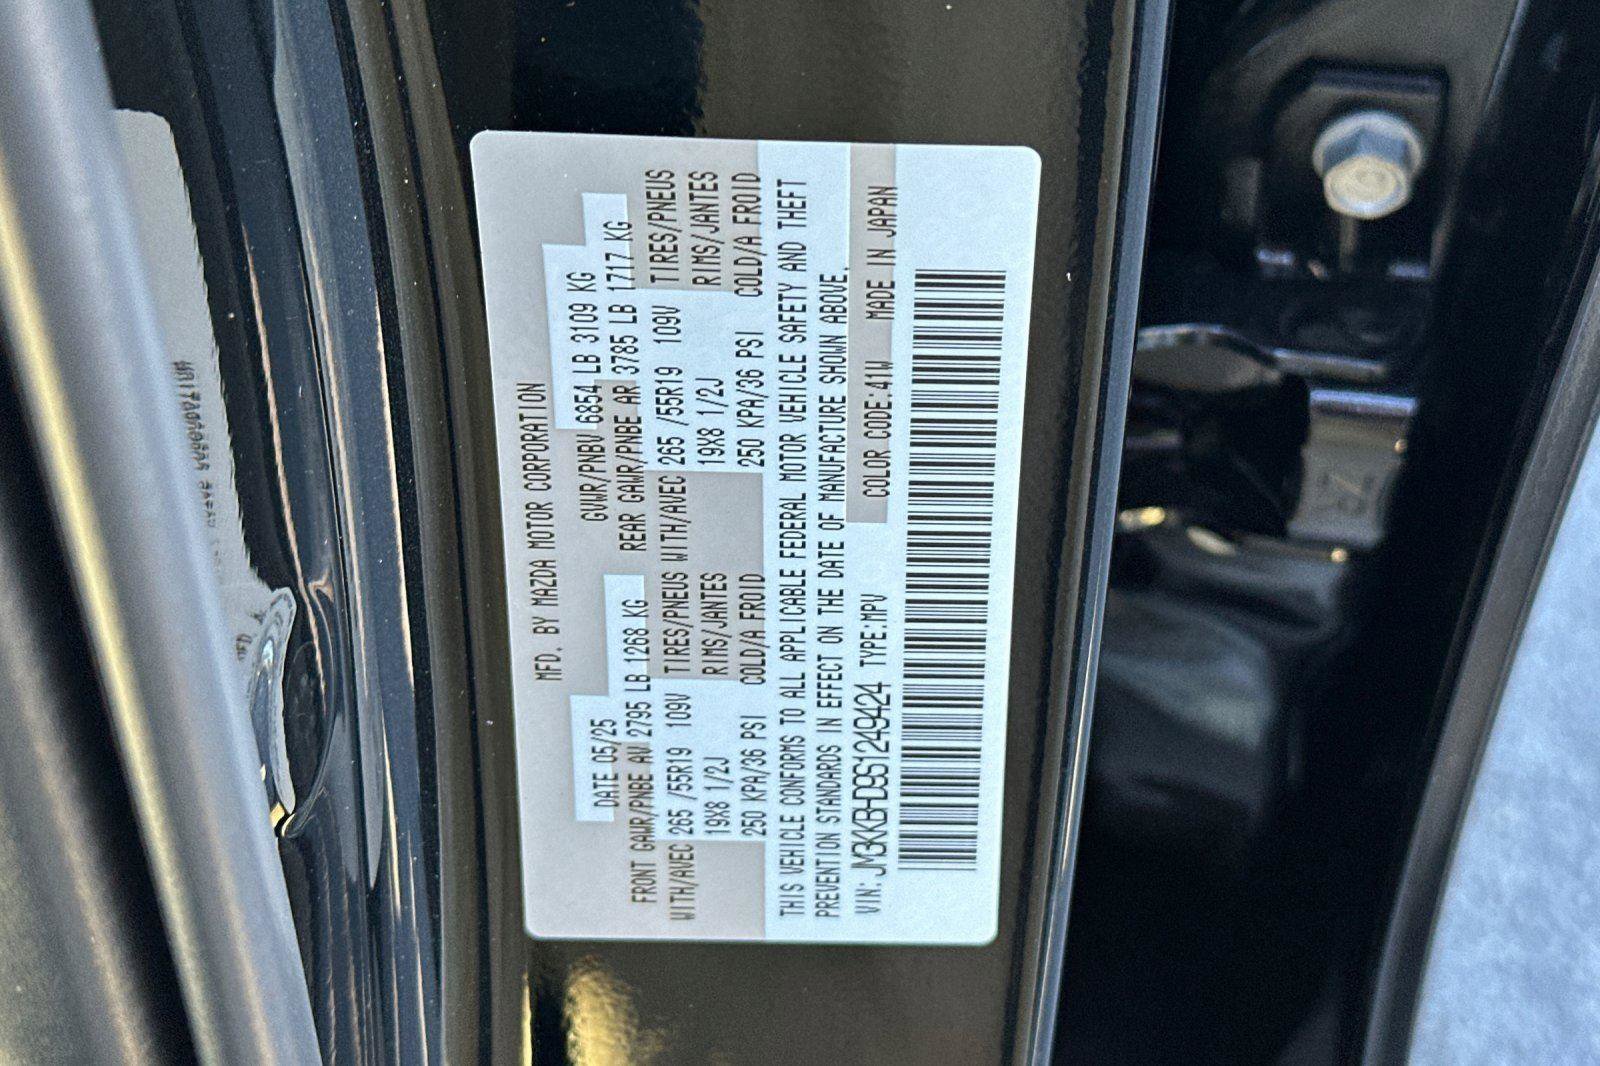 MFD. BY MAZDA MOTOR CORPORATION
DATE 05/25 GVWR/PNBV 6854 LB 3109 KG
FRONT GAWR/PNBE AV 2795 LB 1268 KG REAR GAWR/PNBE AR 3785 LB 1717 KG
WITH/AVEC 265 /55R19 109V TIRES/PNEUS WITH/AVEC 265 /55R19 109V TIRES/PNEUS
19X8 1/2J RIMS/JANTES 19X8 1/2J RIMS/JANTES
250 KPA/36 PSI COLD/A FROID 250 KPA/36 PSI COLD/A FROID
THIS VEHICLE CONFORMS TO ALL APPLICABLE FEDERAL MOTOR VEHICLE SAFETY AND THEFT
PREVENTION STANDARDS IN EFFECT ON THE DATE OF MANUFACTURE SHOWN ABOVE.
VIN: JM3KKBHD9S1249424 TYPE:MPV COLOR CODE:41W MADE IN JAPAN